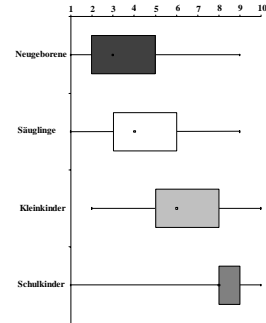 1 2 3 4 5 6 7 8 9 10
Neugeborene
Säuglinge
Kleinkinder
Schulkinder